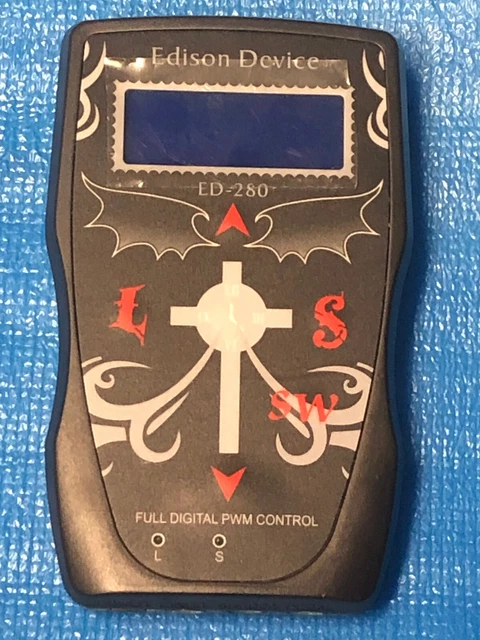 Edison Device
ED-280
L S
SW
FULL DIGITAL PWM CONTROL
L S